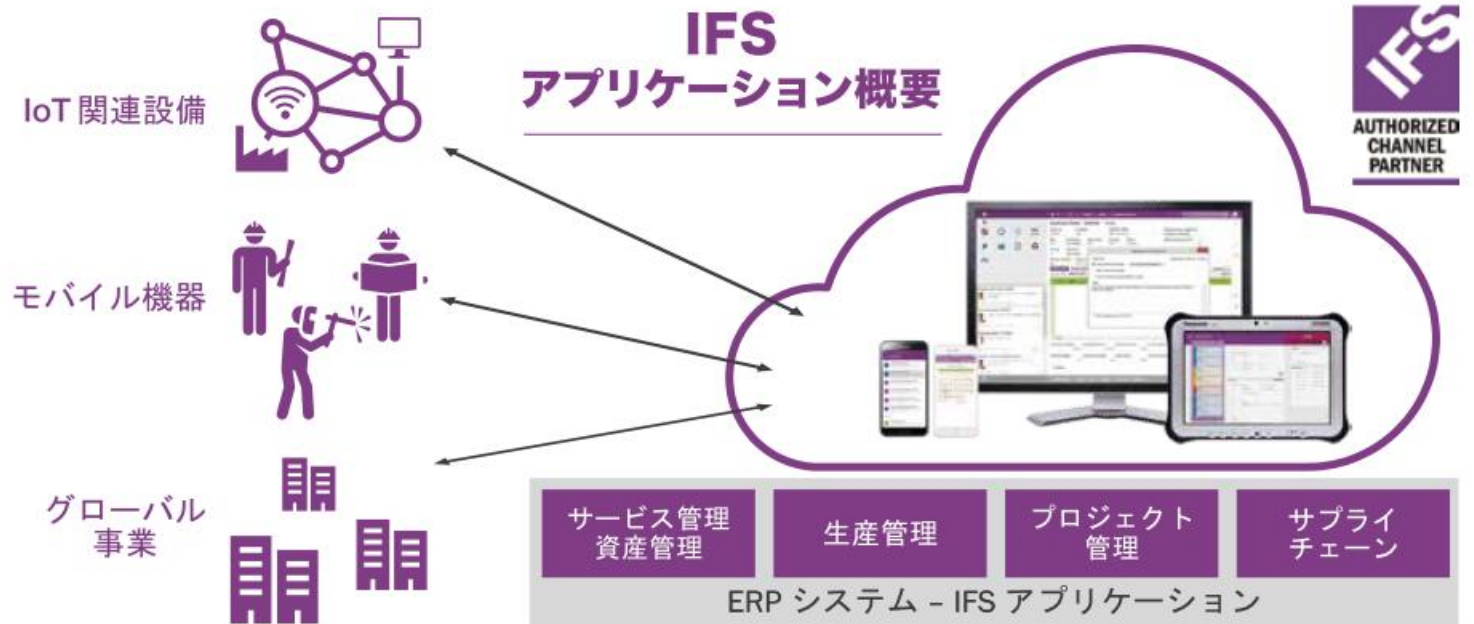 IFS
アプリケーション概要
IFS
AUTHORIZED
CHANNEL
PARTNER
IoT 関連設備
モバイル機器
グローバル
事業
サービス管理
資産管理
生産管理
プロジェクト
管理
サプライ
チェーン
ERP システム – IFS アプリケーション